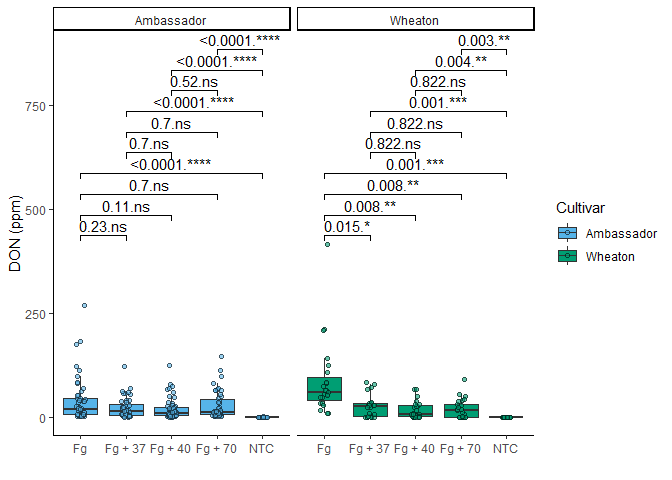 Ambassador
Wheaton
<0.0001.****
<0.0001.****
0.52.ns
<0.0001.****
0.7.ns
0.7.ns
<0.0001.****
0.7.ns
0.11.ns
0.23.ns
0.003.**
0.004.**
0.822.ns
0.001.***
0.822.ns
0.822.ns
0.001.***
0.008.**
0.008.**
0.015.*
DON (ppm)
750
500
250
0
Fg
Fg + 37
Fg + 40
Fg + 70
NTC
Fg
Fg + 37
Fg + 40
Fg + 70
NTC
Cultivar
Ambassador
Wheaton